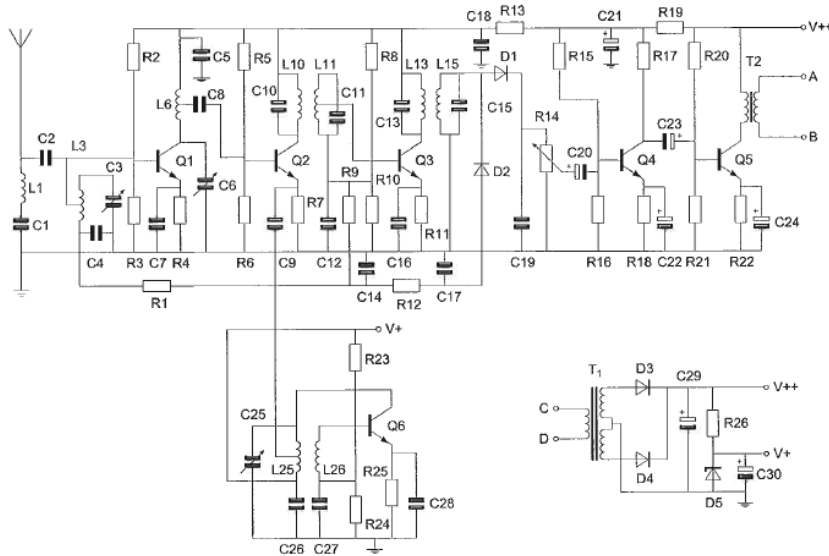 C18 R13 C21 R19 V++
R2 C5 R5 L10 L11 R8 L13 L15 D1 R15 R17 R20 T2
L6 C8 C10 C11 C13 C15 A
C2 L3 R14 C20 C23 B
C3 Q1 Q2 Q3 D2 Q4 Q5
L1 C6 R7 R9 R10
C1 R11 C24
C4 R3 C7 R4 R6 C9 C12 C16 C19 R16 R18 C22 R21 R22
R1 C14 R12 C17
V+
R23 T1 D3 C29 V++
C25 Q6 C R26
L25 L26 R25 D V+
C28 D4 D5 C30
R24
C26 C27
+
+
+
+
+
+
+